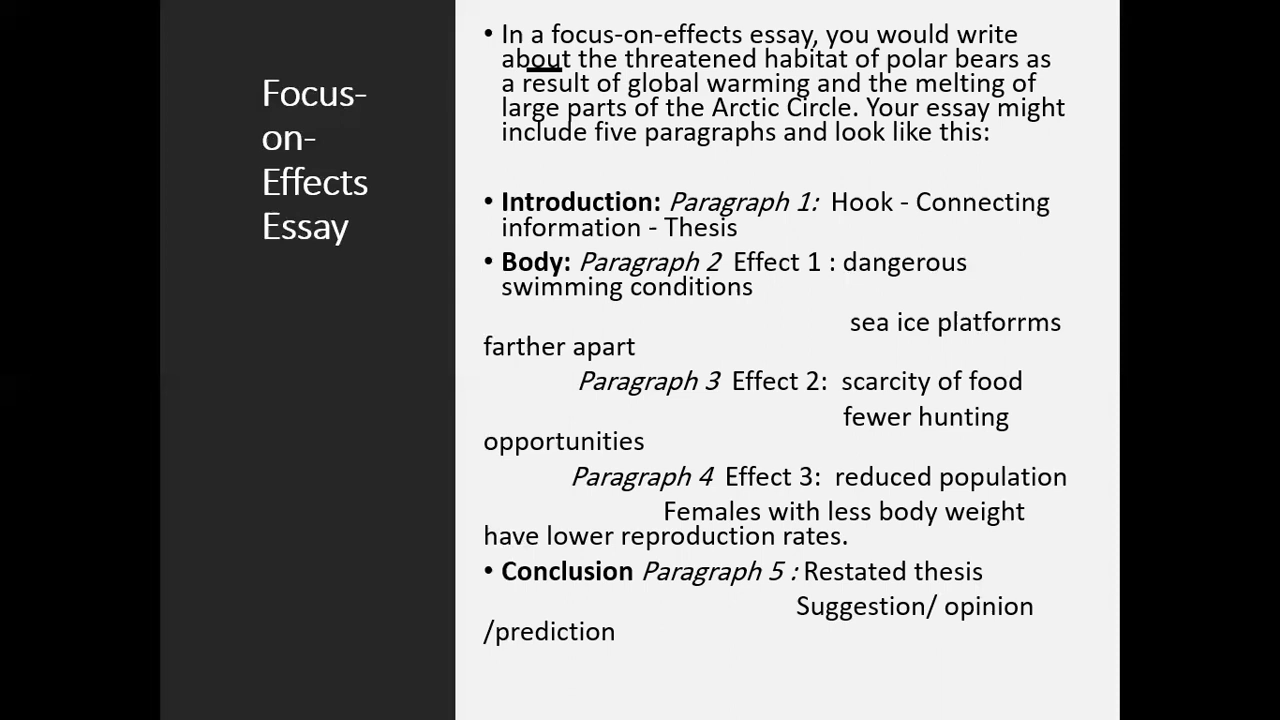 Focus-
on-
Effects
Essay
• In a focus-on-effects essay, you would write
about the threatened habitat of polar bears as
a result of global warming and the melting of
large parts of the Arctic Circle. Your essay might
include five paragraphs and look like this:
• Introduction: Paragraph 1: Hook - Connecting
information - Thesis
• Body: Paragraph 2 Effect 1 : dangerous
swimming conditions
sea ice platforrms
farther apart
Paragraph 3 Effect 2: scarcity of food
fewer hunting
opportunities
Paragraph 4 Effect 3: reduced population
Females with less body weight
have lower reproduction rates.
• Conclusion Paragraph 5 : Restated thesis
Suggestion/ opinion
/prediction